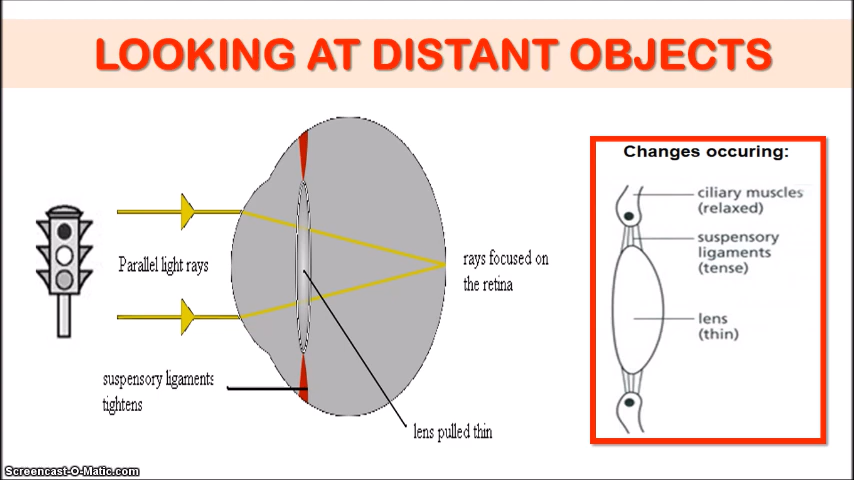 LOOKING AT DISTANT OBJECTS
Changes occuring:
ciliary muscles
(relaxed)
suspensory
ligaments
(tense)
lens
(thin)
Parallel light rays
rays focused on
the retina
suspensory ligaments
tightens
lens pulled thin
Screencast-O-Matic.com